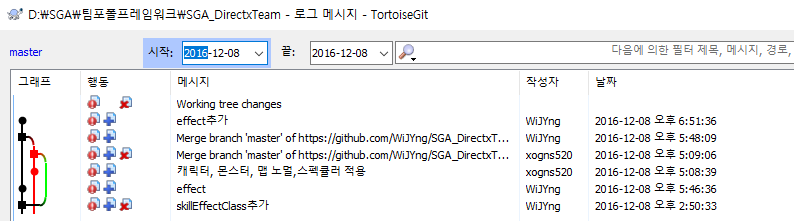 D:\SGA\팀포폴프레임워크\SGA_DirectxTeam - 로그 메시지 - TortoiseGit
master 시작: 2016-12-08 끝: 2016-12-08 다음에 의한 필터 제목, 메시지, 경로,
그래프 행동 메시지 작성자 날짜
Working tree changes
effect추가 WiJYng 2016-12-08 오후 6:51:36
Merge branch 'master' of https://github.com/WiJYng/SGA_DirectxT... WiJYng 2016-12-08 오후 5:48:09
Merge branch 'master' of https://github.com/WiJYng/SGA_DirectxT... xogns520 2016-12-08 오후 5:09:06
캐릭터, 몬스터, 맵 노멀,스펙큘러 적용 xogns520 2016-12-08 오후 5:08:39
effect WiJYng 2016-12-08 오후 5:46:36
skillEffectClass추가 WiJYng 2016-12-08 오후 2:50:33